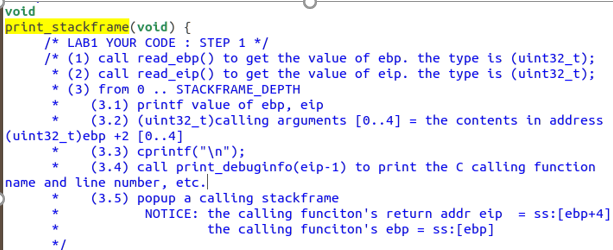 void
print_stackframe(void) {
/* LAB1 YOUR CODE : STEP 1 */
/* (1) call read_ebp() to get the value of ebp. the type is (uint32_t);
* (2) call read_eip() to get the value of eip. the type is (uint32_t);
* (3) from 0 .. STACKFRAME_DEPTH
* (3.1) printf value of ebp, eip
* (3.2) (uint32_t)calling arguments [0..4] = the contents in address
(uint32_t)ebp +2 [0..4]
* (3.3) cprintf("\n");
* (3.4) call print_debuginfo(eip-1) to print the C calling function
name and line number, etc.
* (3.5) popup a calling stackframe
* NOTICE: the calling funciton's return addr eip = ss:[ebp+4]
* the calling funciton's ebp = ss:[ebp]
*/